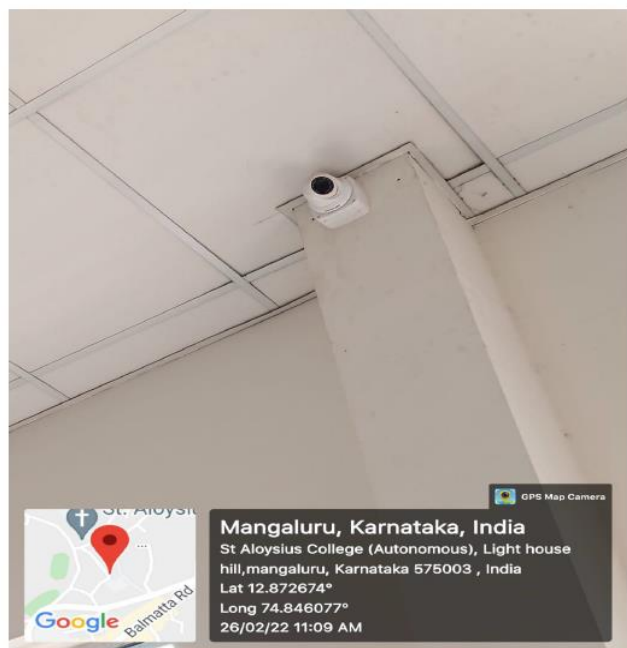 GPS Map Camera
St. Aloysi
Balmatta Rd
Google
Mangaluru, Karnataka, India
St Aloysius College (Autonomous), Light house
hill,mangaluru, Karnataka 575003 , India
Lat 12.872674°
Long 74.846077°
26/02/22 11:09 AM